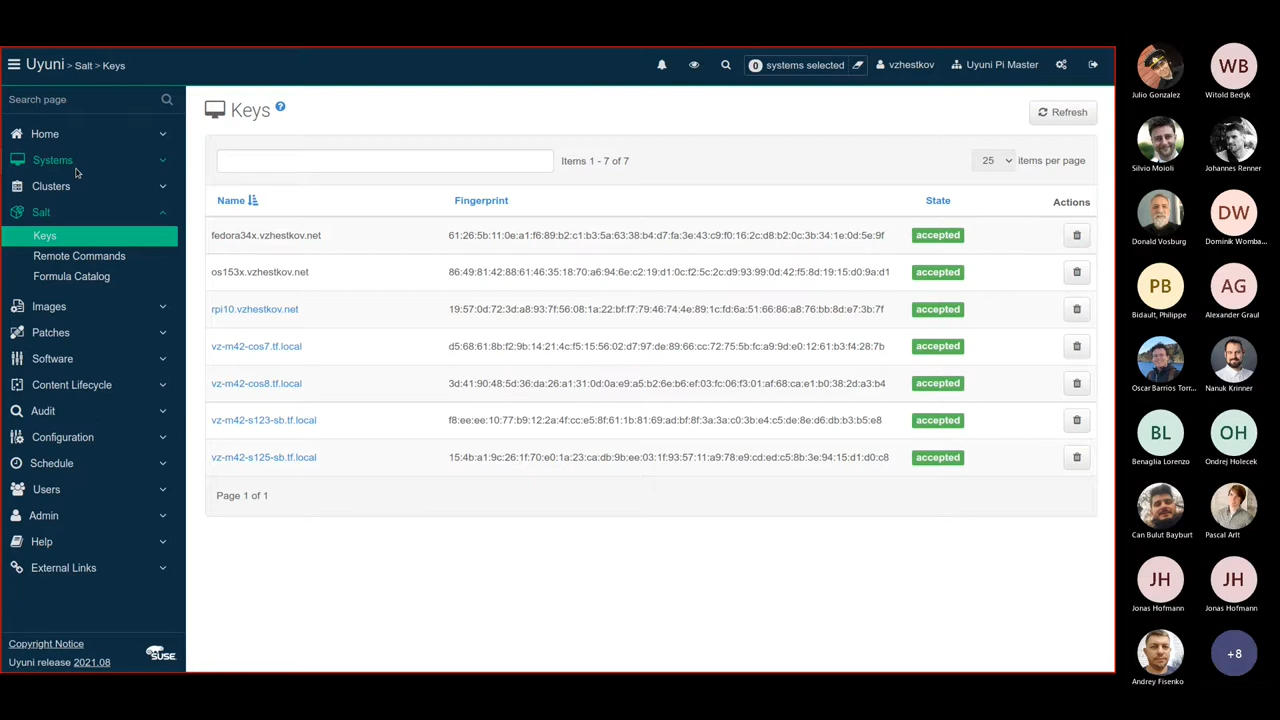 Uyuni > Salt > Keys
0 systems selected
vzhestkov
Uyuni Pi Master
Search page
Home
Systems
Clusters
Salt
Keys
Remote Commands
Formula Catalog
Images
Patches
Software
Content Lifecycle
Audit
Configuration
Schedule
Users
Admin
Help
External Links
Copyright Notice
Uyuni release 2021.08
SUSE
Keys
Refresh
Items 1 - 7 of 7
25 items per page
Name Fingerprint State Actions
fedora34x.vzhestkov.net f1:26:5b:11:0e:a1:f6:89:b2:c1:b3:5a:63:38:b4:d7:fa:3e:43:c9:f0:16:2c:d8:b2:0c:3b:34:1e:0d:5e:9f accepted
os153x.vzhestkov.net 86:49:81:42:88:61:46:35:18:70:a6:94:6e:c2:19:d1:0c:f2:5c:2c:d9:93:99:0d:42:f5:8d:19:15:d0:9a:d1 accepted
rpi10.vzhestkov.net 19:57:0d:72:3d:a8:93:7f:56:08:1a:22:bf:f7:79:46:74:4e:89:1c:fd:6a:51:66:86:a8:76:bb:8d:e7:3b:7f accepted
vz-m42-cos7.tf.local d5:68:61:8b:f2:9b:14:21:4c:f5:15:56:02:d7:97:de:89:66:cc:72:75:5b:fc:a9:9d:e0:12:61:b3:f4:28:7b accepted
vz-m42-cos8.tf.local 3d:41:90:48:5d:36:da:26:a1:31:0d:0a:e9:a5:b2:6e:b6:ef:03:fc:06:f3:01:af:68:ca:e1:b0:38:2d:a3:b4 accepted
vz-m42-s123-sb.tf.local f8:ee:ee:10:77:b9:12:2a:4f:cc:e5:8f:61:1b:81:69:ad:bf:8f:3a:3a:c0:3b:e4:c5:de:8e:d6:db:b3:b5:e8 accepted
vz-m42-s125-sb.tf.local 15:4b:a1:9c:26:1f:70:e0:1a:23:ca:db:9b:ee:03:1f:93:57:11:a9:78:e9:cd:ed:c5:8b:3e:94:15:d1:d0:c8 accepted
Page 1 of 1
WB
Julio Gonzalez Witold Bedyk
Silvio Moioli Johannes Renner
DW
Donald Vosburg Dominik Womba...
PB AG
Bidault, Philippe Alexander Graul
Oscar Barrios Torr... Nanuk Krinner
BL OH
Benaglia Lorenzo Ondrej Holecek
Can Bulut Bayburt Pascal Arlt
JH JH
Jonas Hofmann Jonas Hofmann
+8
Andrey Fisenko